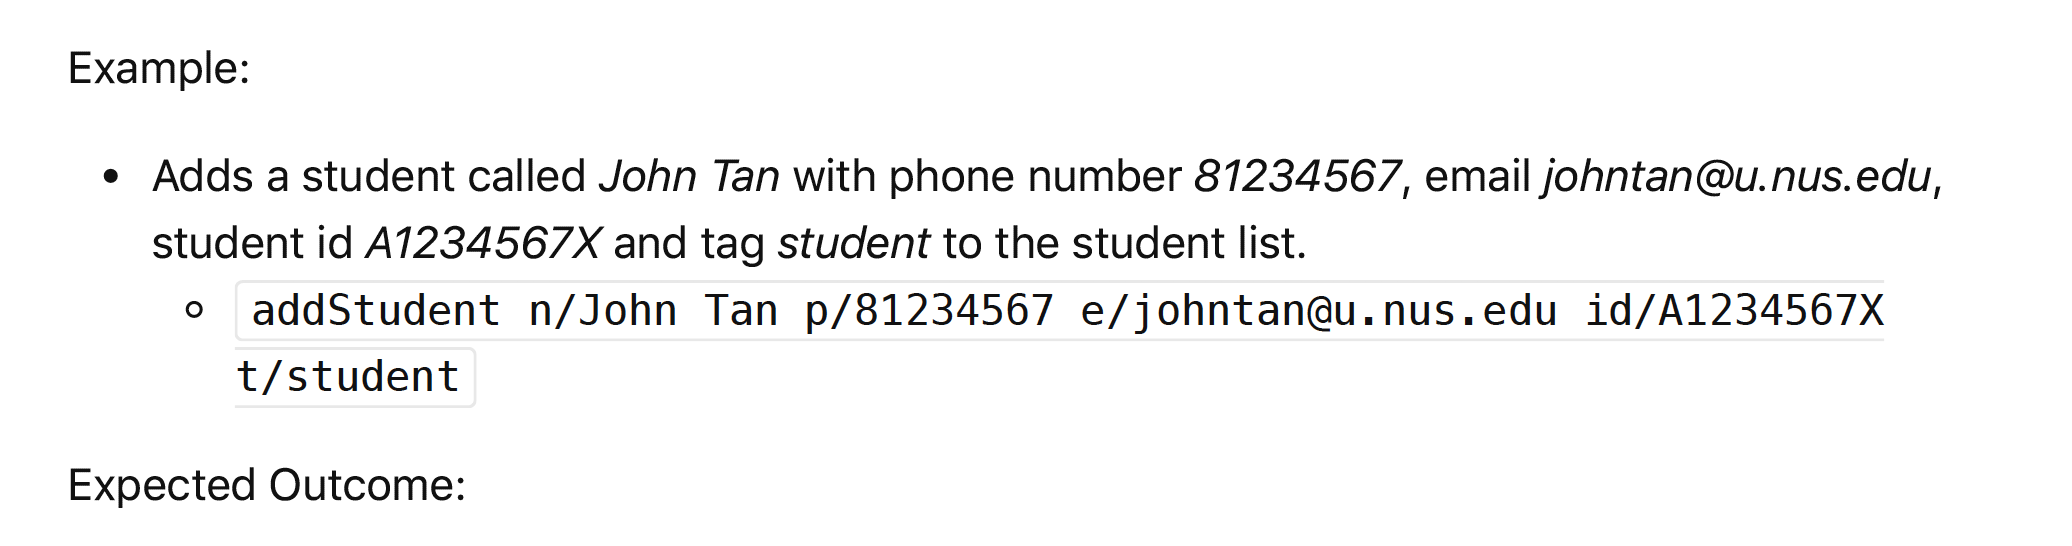 Example:
• Adds a student called John Tan with phone number 81234567, email johntan@u.nus.edu,
student id A1234567X and tag student to the student list.
◦ addStudent n/John Tan p/81234567 e/johntan@u.nus.edu id/A1234567X
t/student
Expected Outcome: